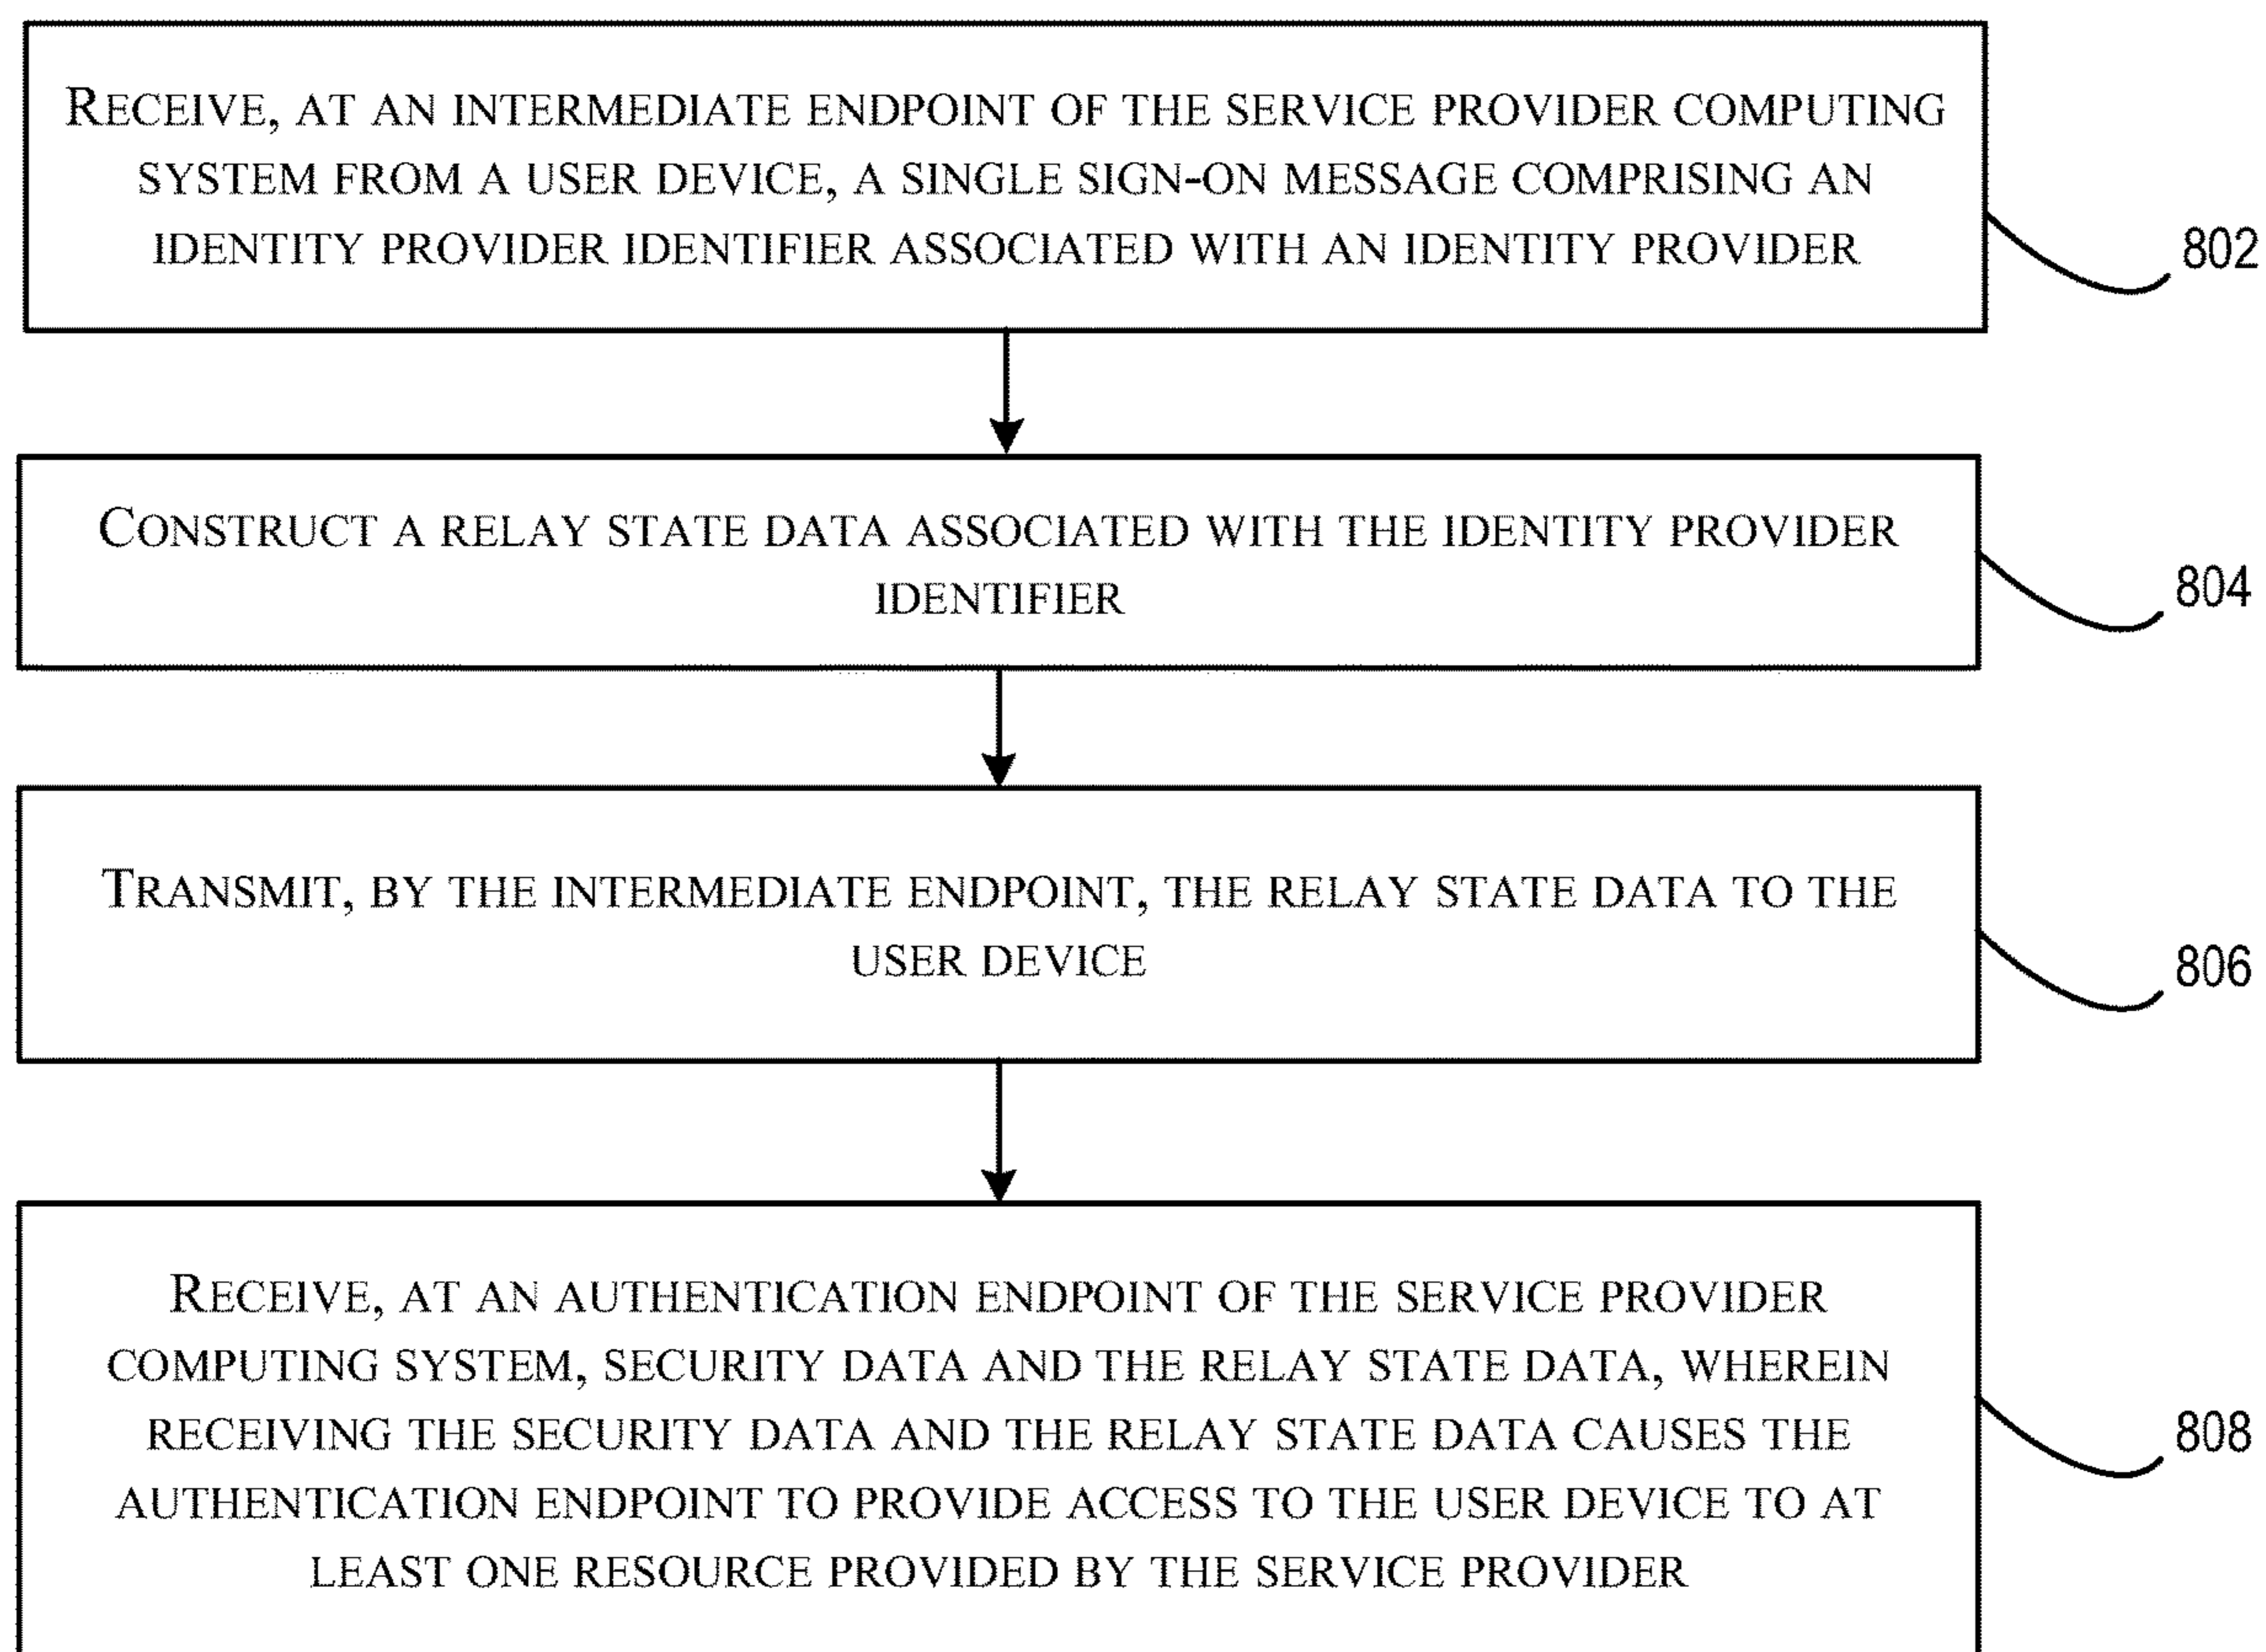 RECEIVE, AT AN INTERMEDIATE ENDPOINT OF THE SERVICE PROVIDER COMPUTING
SYSTEM FROM A USER DEVICE, A SINGLE SIGN-ON MESSAGE COMPRISING AN
IDENTITY PROVIDER IDENTIFIER ASSOCIATED WITH AN IDENTITY PROVIDER
802
CONSTRUCT A RELAY STATE DATA ASSOCIATED WITH THE IDENTITY PROVIDER
IDENTIFIER
804
TRANSMIT, BY THE INTERMEDIATE ENDPOINT, THE RELAY STATE DATA TO THE
USER DEVICE
806
RECEIVE, AT AN AUTHENTICATION ENDPOINT OF THE SERVICE PROVIDER
COMPUTING SYSTEM, SECURITY DATA AND THE RELAY STATE DATA, WHEREIN
RECEIVING THE SECURITY DATA AND THE RELAY STATE DATA CAUSES THE
AUTHENTICATION ENDPOINT TO PROVIDE ACCESS TO THE USER DEVICE TO AT
LEAST ONE RESOURCE PROVIDED BY THE SERVICE PROVIDER
808